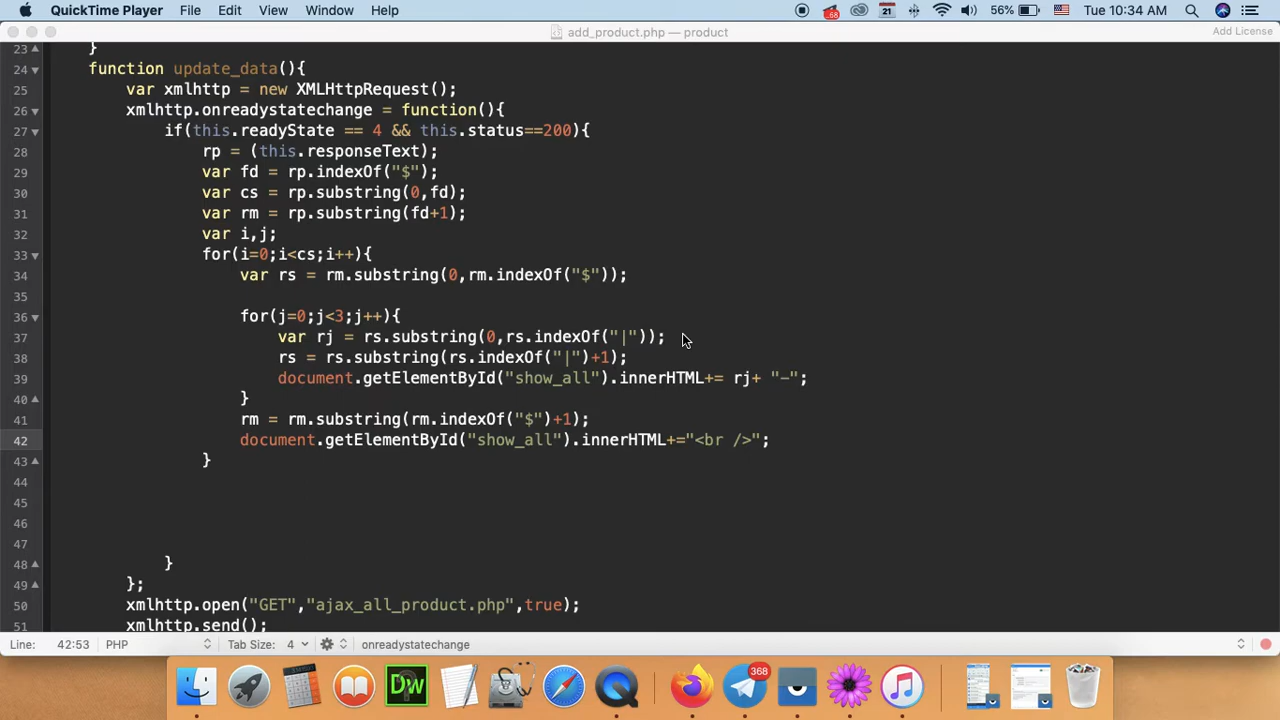 QuickTime Player File Edit View Window Help .68 21 56% Tue 10:34 AM
add_product.php — product Add License
23 }
24 function update_data(){
25 var xmlhttp = new XMLHttpRequest();
26 xmlhttp.onreadystatechange = function(){
27 if(this.readyState == 4 && this.status==200){
28 rp = (this.responseText);
29 var fd = rp.indexOf("$");
30 var cs = rp.substring(0,fd);
31 var rm = rp.substring(fd+1);
32 var i,j;
33 for(i=0;i<cs;i++){
34 var rs = rm.substring(0,rm.indexOf("$"));
35
36 for(j=0;j<3;j++){
37 var rj = rs.substring(0,rs.indexOf("|"));
38 rs = rs.substring(rs.indexOf("|")+1);
39 document.getElementById("show_all").innerHTML+= rj+ "-";
40 }
41 rm = rm.substring(rm.indexOf("$")+1);
42 document.getElementById("show_all").innerHTML+="<br />";
43 }
44
45
46
47
48 }
49 };
50 xmlhttp.open("GET","ajax_all_product.php",true);
51 xmlhttp.send();
Line: 42:53 PHP Tab Size: 4 onreadystatechange
Dw 368